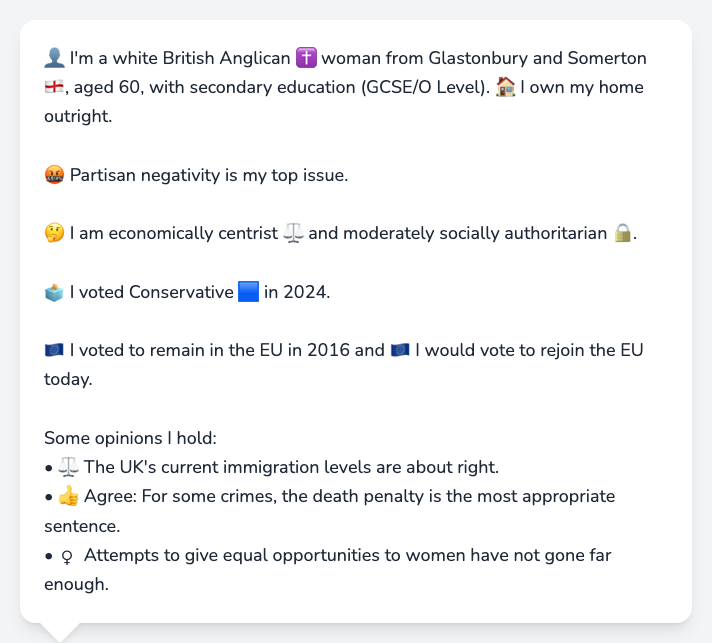 👤 I'm a white British Anglican ✝️ woman from Glastonbury and Somerton
🏴󠁧󠁢󠁥󠁮󠁧󠁿, aged 60, with secondary education (GCSE/O Level). 🏠 I own my home
outright.
🤬 Partisan negativity is my top issue.
🤔 I am economically centrist ⚖️ and moderately socially authoritarian 🔒.
🗳️ I voted Conservative 🟦 in 2024.
🇪🇺 I voted to remain in the EU in 2016 and 🇪🇺 I would vote to rejoin the EU
today.
Some opinions I hold:
• ⚖️ The UK's current immigration levels are about right.
• 👍 Agree: For some crimes, the death penalty is the most appropriate
sentence.
• ♀ Attempts to give equal opportunities to women have not gone far
enough.